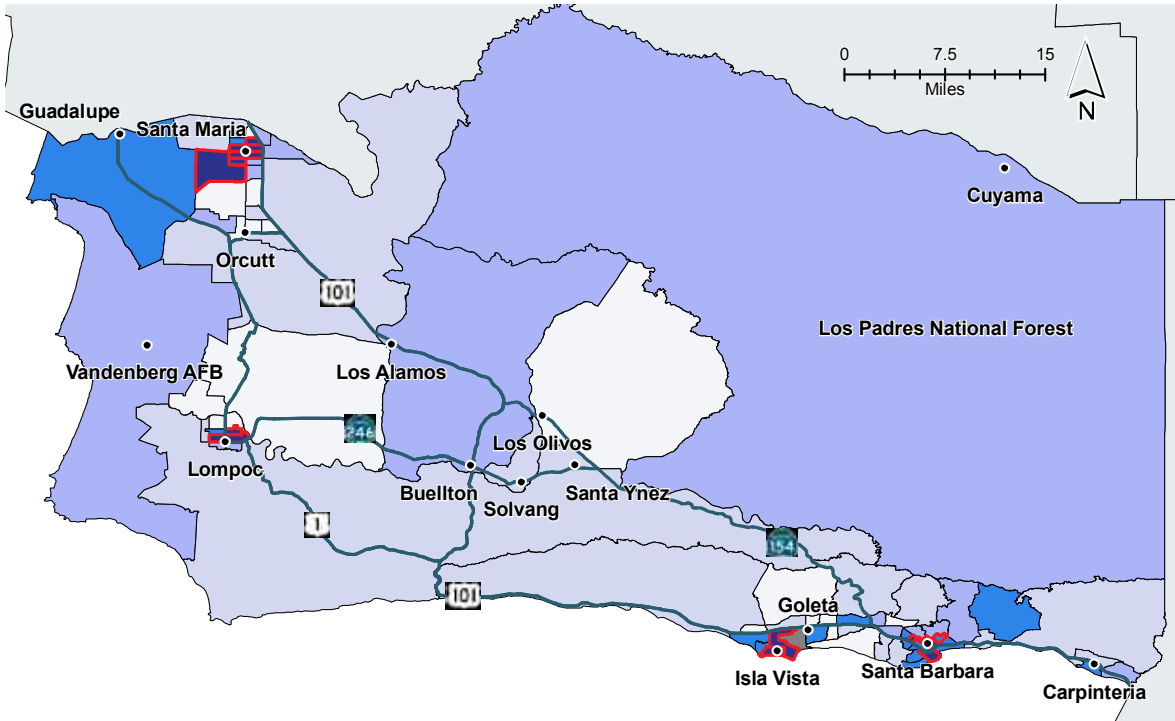 0 7.5 15
Miles
N
Guadalupe
Santa Maria
Cuyama
Orcutt
101
Los Padres National Forest
Vandenberg AFB
Los Alamos
246
Los Olivos
Lompoc
Buellton
Santa Ynez
Solvang
1
154
101
Goleta
Isla Vista
Santa Barbara
Carpinteria